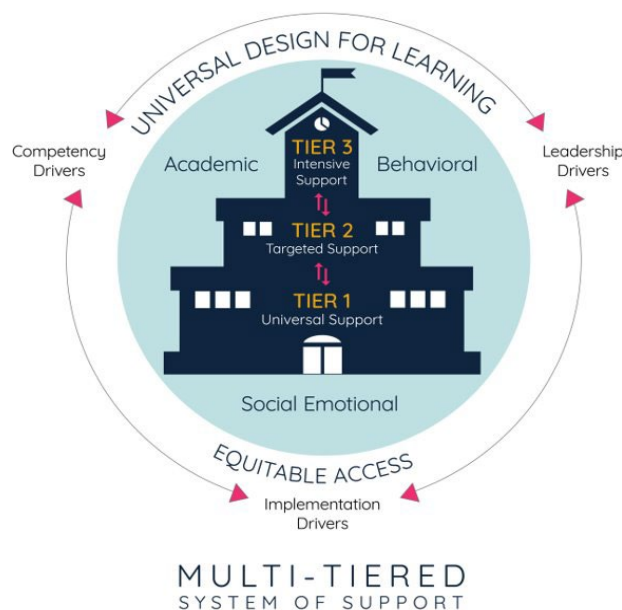 UNIVERSAL DESIGN FOR LEARNING
Competency
Drivers
Academic
TIER 3
Intensive
Support
Behavioral
Leadership
Drivers
TIER 2
Targeted Support
TIER 1
Universal Support
Social Emotional
EQUITABLE ACCESS
Implementation
Drivers
MULTI-TIERED
SYSTEM OF SUPPORT